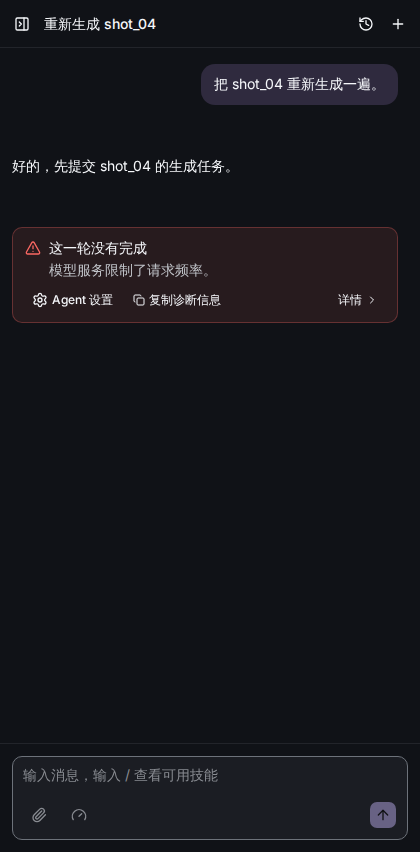 重新生成 shot_04
把 shot_04 重新生成一遍。
好的，先提交 shot_04 的生成任务。
这一轮没有完成
模型服务限制了请求频率。
Agent 设置 复制诊断信息 详情
输入消息，输入 / 查看可用技能